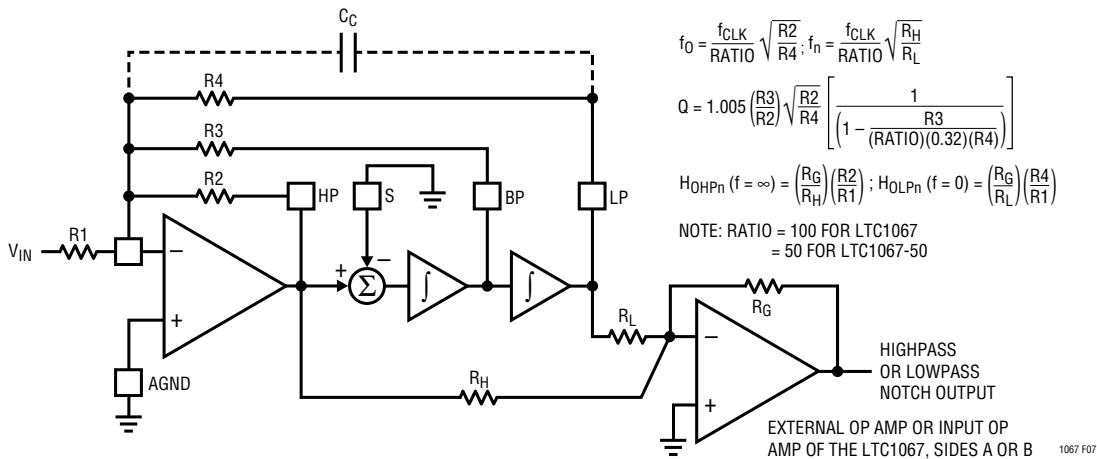 C_C
R4
R3
R2
HP
S
BP
LP
V_IN
R1
−
+
AGND
+
−
Σ
∫
∫
R_L
R_H
R_G
−
+
HIGHPASS
OR LOWPASS
NOTCH OUTPUT
EXTERNAL OP AMP OR INPUT OP
AMP OF THE LTC1067, SIDES A OR B
f_O = f_CLK/RATIO √(R2/R4); f_n = f_CLK/RATIO √(R_H/R_L)
Q = 1.005 (R3/R2) √(R2/R4) [1/(1 − R3/((RATIO)(0.32)(R4)))]
H_OHPn (f = ∞) = (R_G/R_H)(R2/R1) ; H_OLPn (f = 0) = (R_G/R_L)(R4/R1)
NOTE: RATIO = 100 FOR LTC1067
= 50 FOR LTC1067-50
1067 F07